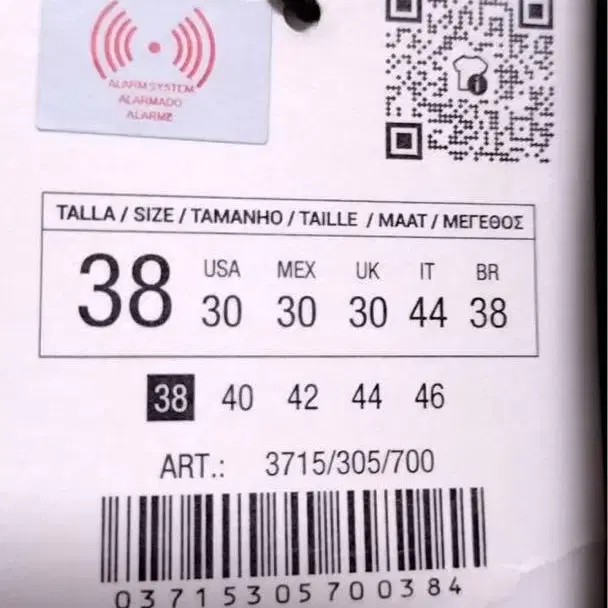 ALARM SYSTEM
ALARMADO
ALARME
TALLA / SIZE / TAMANHO / TAILLE / MAAT / ΜΕΓΕΘΟΣ
38 USA MEX UK IT BR
30 30 30 44 38
38 40 42 44 46
ART.: 3715/305/700
03715305700384